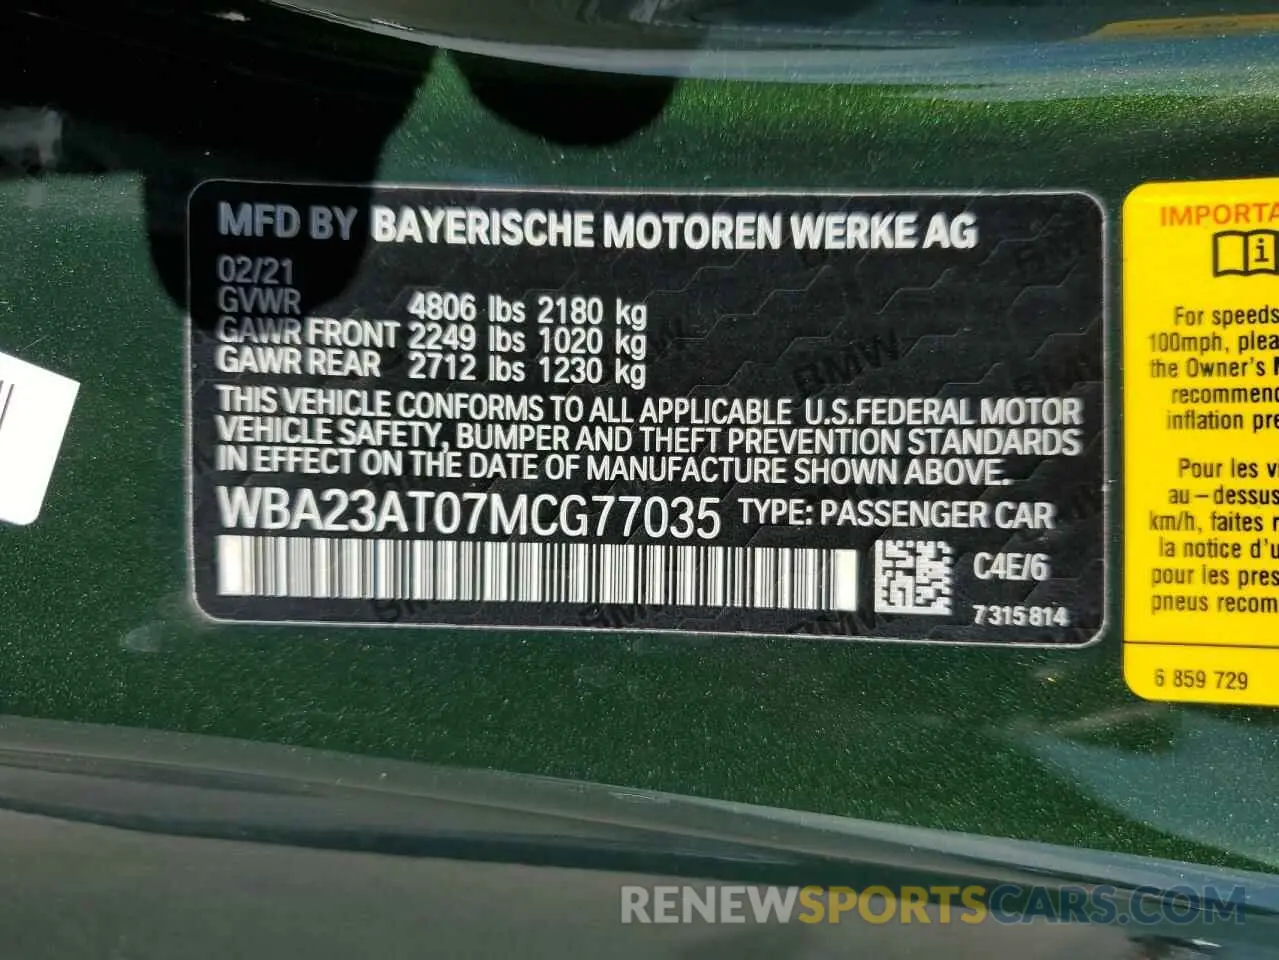 MFD BY BAYERISCHE MOTOREN WERKE AG
02/21
GVWR 4806 lbs 2180 kg
GAWR FRONT 2249 lbs 1020 kg
GAWR REAR 2712 lbs 1230 kg
THIS VEHICLE CONFORMS TO ALL APPLICABLE U.S.FEDERAL MOTOR
VEHICLE SAFETY, BUMPER AND THEFT PREVENTION STANDARDS
IN EFFECT ON THE DATE OF MANUFACTURE SHOWN ABOVE.
WBA23AT07MCG77035 TYPE: PASSENGER CAR
C4E/6
7315814
IMPORTA
i
For speeds
100mph, plea
the Owner's
recommend
inflation pre
Pour les v
au-dessus
km/h, faites
la notice d'u
pour les pres
pneus recom
6 859 729
RENEWSPORTSCARS.COM